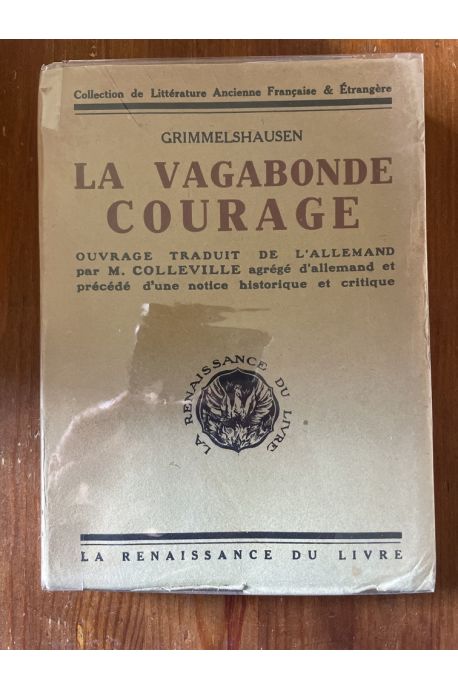 Collection de Littérature Ancienne Française & Étrangère
GRIMMELSHAUSEN
LA VAGABONDE
COURAGE
OUVRAGE TRADUIT DE L'ALLEMAND
par M. COLLEVILLE agrégé d'allemand et
précédé d'une notice historique et critique
LA RENAISSANCE DU LIVRE
LA RENAISSANCE DU LIVRE